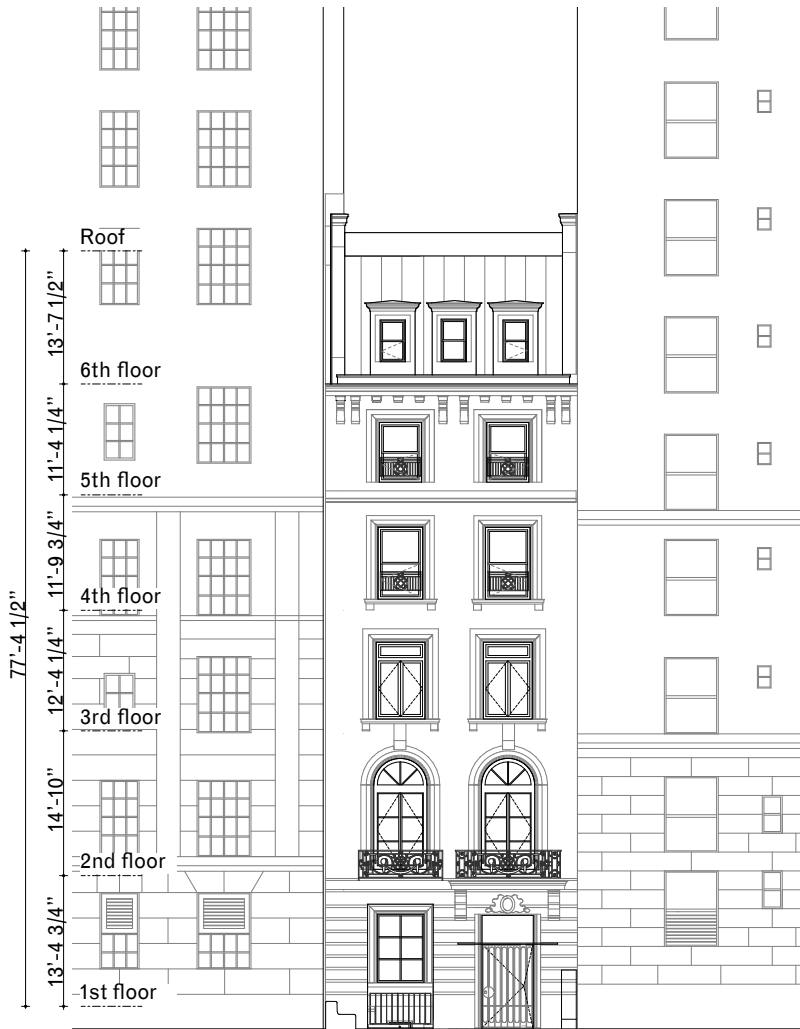 Roof
13’-7 1/2”
6th floor
11’-4 1/4”
5th floor
11’-9 3/4”
4th floor
77’-4 1/2”
12’-4 1/4”
3rd floor
14’-10”
2nd floor
13’-4 3/4”
1st floor